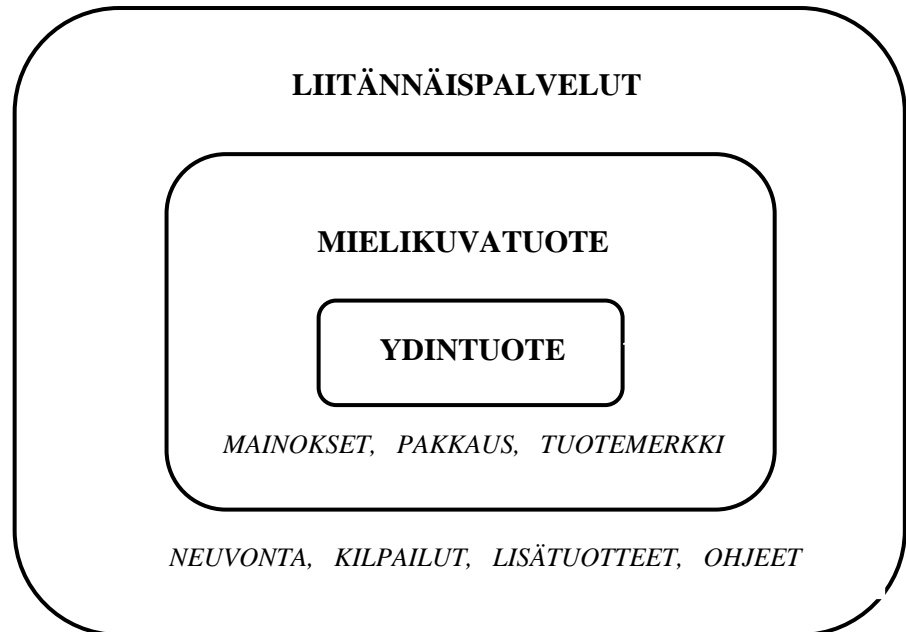 LIITÄNNÄISPALVELUT
MIELIKUVATUOTE
YDINTUOTE
MAINOKSET, PAKKAUS, TUOTEMERKKI
NEUVONTA, KILPAILUT, LISÄTUOTTEET, OHJEET